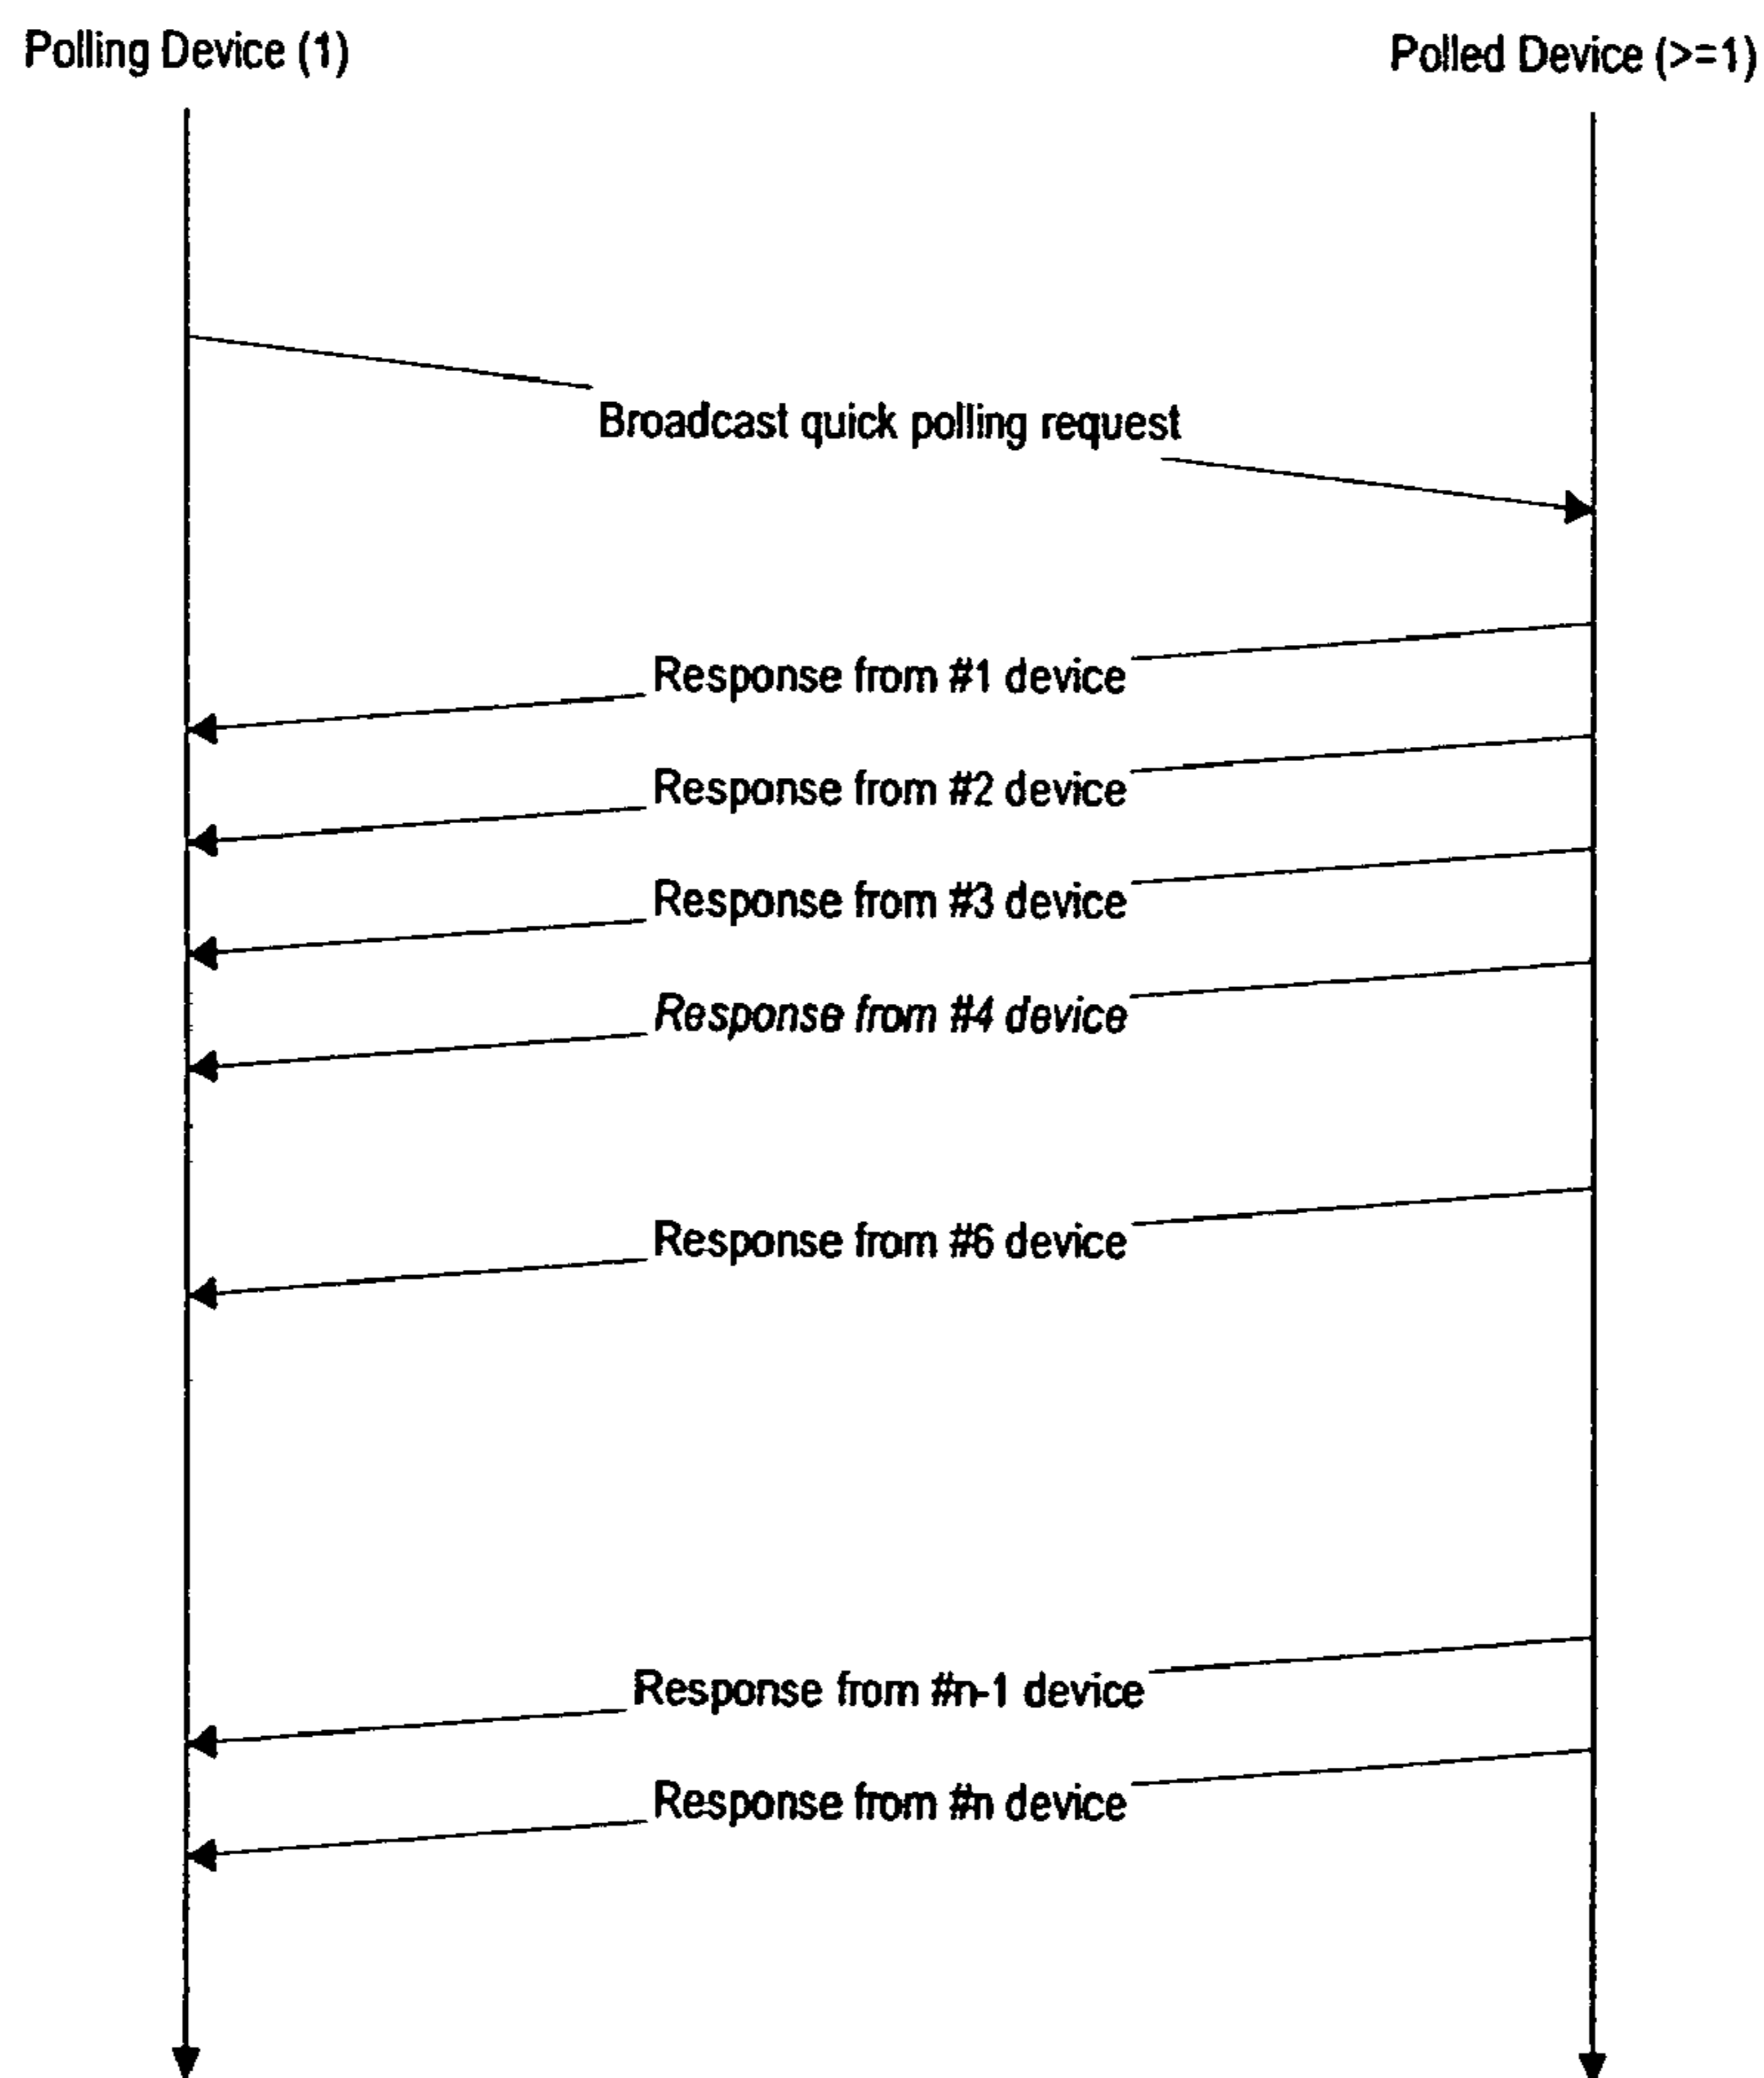 Polling Device (1)
Polled Device (>=1)
Broadcast quick polling request
Response from #1 device
Response from #2 device
Response from #3 device
Response from #4 device
Response from #6 device
Response from #n-1 device
Response from #n device